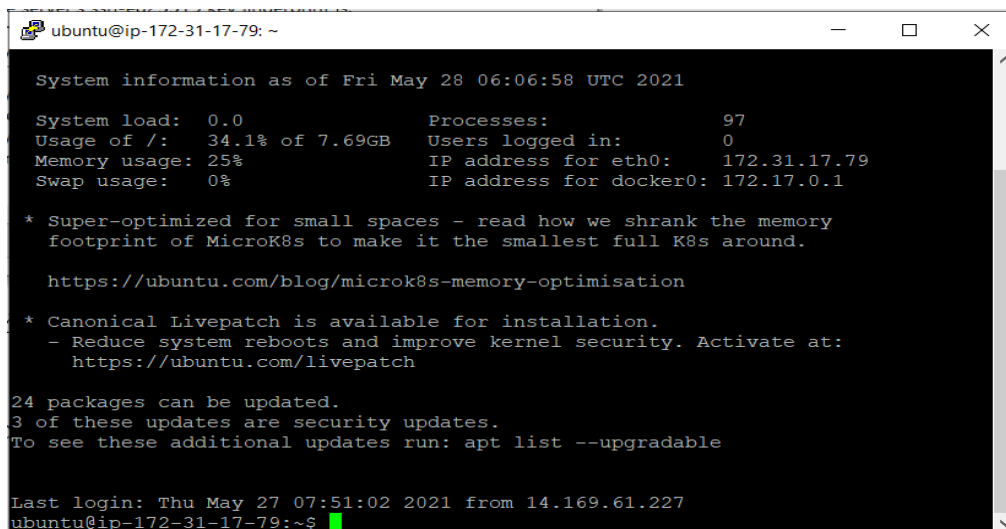 ubuntu@ip-172-31-17-79: ~
System information as of Fri May 28 06:06:58 UTC 2021
System load: 0.0 Processes: 97
Usage of /: 34.1% of 7.69GB Users logged in: 0
Memory usage: 25% IP address for eth0: 172.31.17.79
Swap usage: 0% IP address for docker0: 172.17.0.1
* Super-optimized for small spaces - read how we shrank the memory
footprint of MicroK8s to make it the smallest full K8s around.
https://ubuntu.com/blog/microk8s-memory-optimisation
* Canonical Livepatch is available for installation.
- Reduce system reboots and improve kernel security. Activate at:
https://ubuntu.com/livepatch
24 packages can be updated.
3 of these updates are security updates.
To see these additional updates run: apt list --upgradable
Last login: Thu May 27 07:51:02 2021 from 14.169.61.227
ubuntu@ip-172-31-17-79:~$